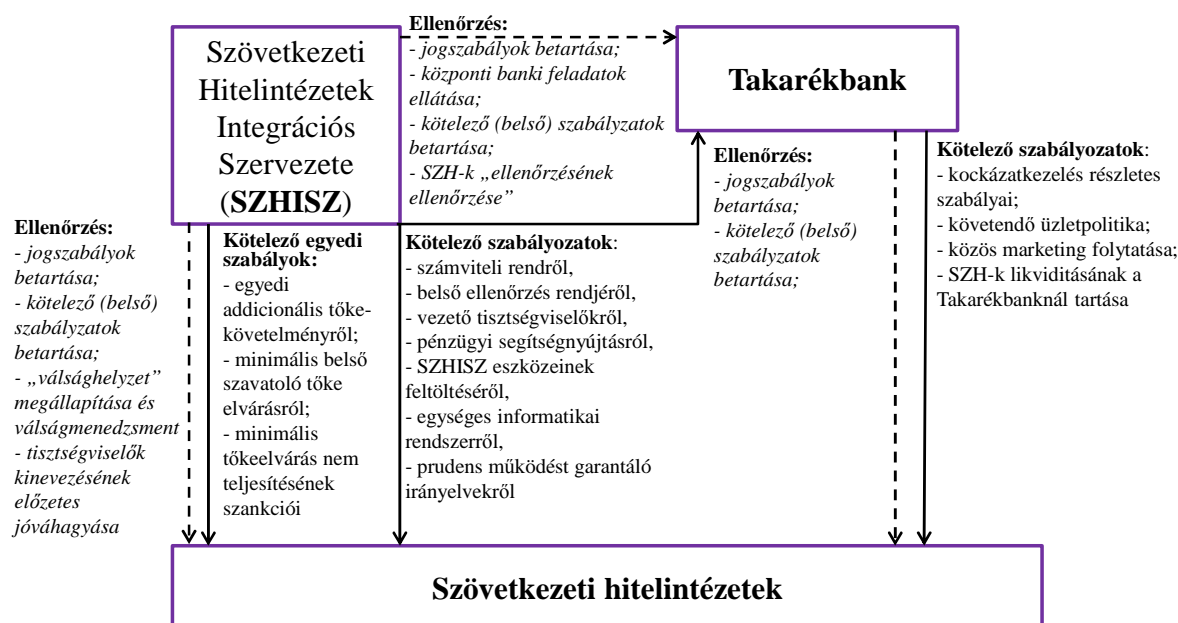 Szövetkezeti
Hitelintézetek
Integrációs
Szervezete
(SZHISZ)
Ellenőrzés:
- jogszabályok betartása;
- központi banki feladatok
ellátása;
- kötelező (belső) szabályzatok
betartása;
- SZH-k „ellenőrzésének
ellenőrzése”
Takarékbank
Ellenőrzés:
- jogszabályok
betartása;
- kötelező (belső)
szabályzatok
betartása;
- „válsághelyzet”
megállapítása és
válságmenedzsment
- tisztségviselők
kinevezésének
előzetes
jóváhagyása
Kötelező egyedi
szabályok:
- egyedi
addicionális tőke-
követelményről;
- minimális belső
szavatoló tőke
elvárásról;
- minimális
tőkeelvárás nem
teljesítésének
szankciói
Kötelező szabályozatok:
- számviteli rendről,
- belső ellenőrzés rendjéről,
- vezető tisztségviselőkről,
- pénzügyi segítségnyújtásról,
- SZHISZ eszközeinek
feltöltéséről,
- egységes informatikai
rendszerről,
- prudens működést garantáló
irányelvekről
Ellenőrzés:
- jogszabályok
betartása;
- kötelező (belső)
szabályzatok
betartása;
Kötelező szabályozatok:
- kockázatkezelés részletes
szabályai;
- követendő üzletpolitika;
- közös marketing folytatása;
- SZH-k likviditásának a
Takarékbanknál tartása
Szövetkezeti hitelintézetek